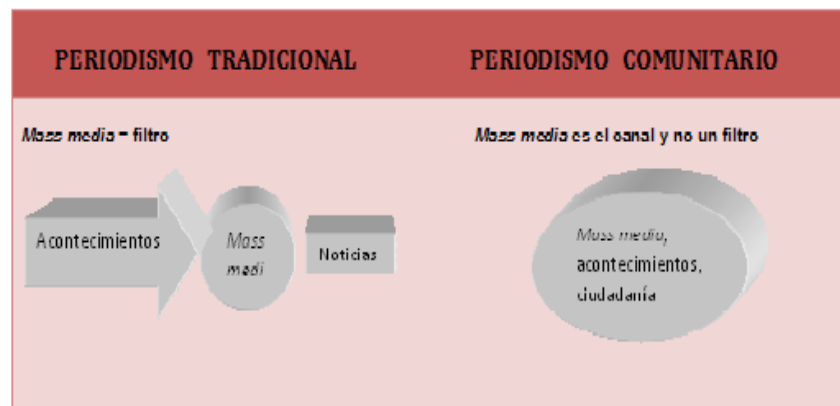 PERIODISMO TRADICIONAL
PERIODISMO COMUNITARIO
Mass media = filtro
Mass media es el canal y no un filtro
Acontecimientos
Mass
medi
Noticias
Mass media,
acontecimientos,
ciudadanía